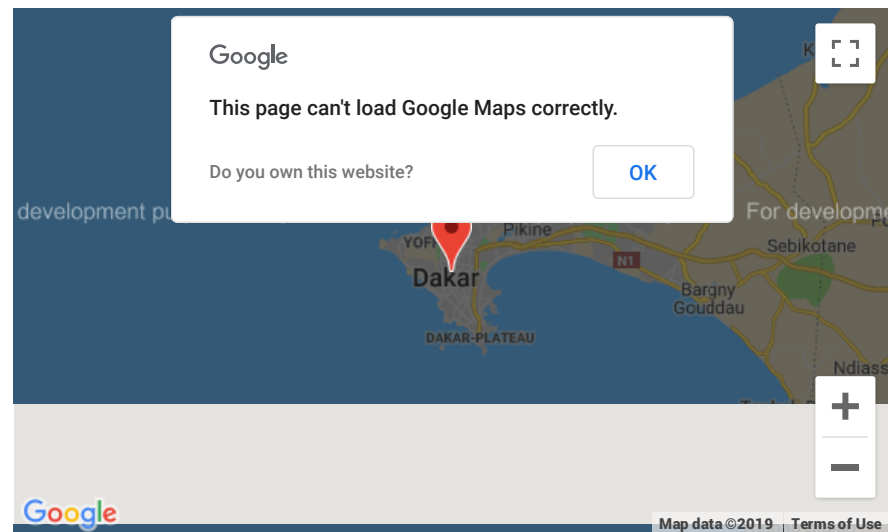 Google
This page can't load Google Maps correctly.
Do you own this website?
OK
development pu
For developme
YOFF
Pikine
Sebikotane
Dakar
N1
Bargny
Gouddau
DAKAR-PLATEAU
Ndiass
Google
Map data ©2019
Terms of Use